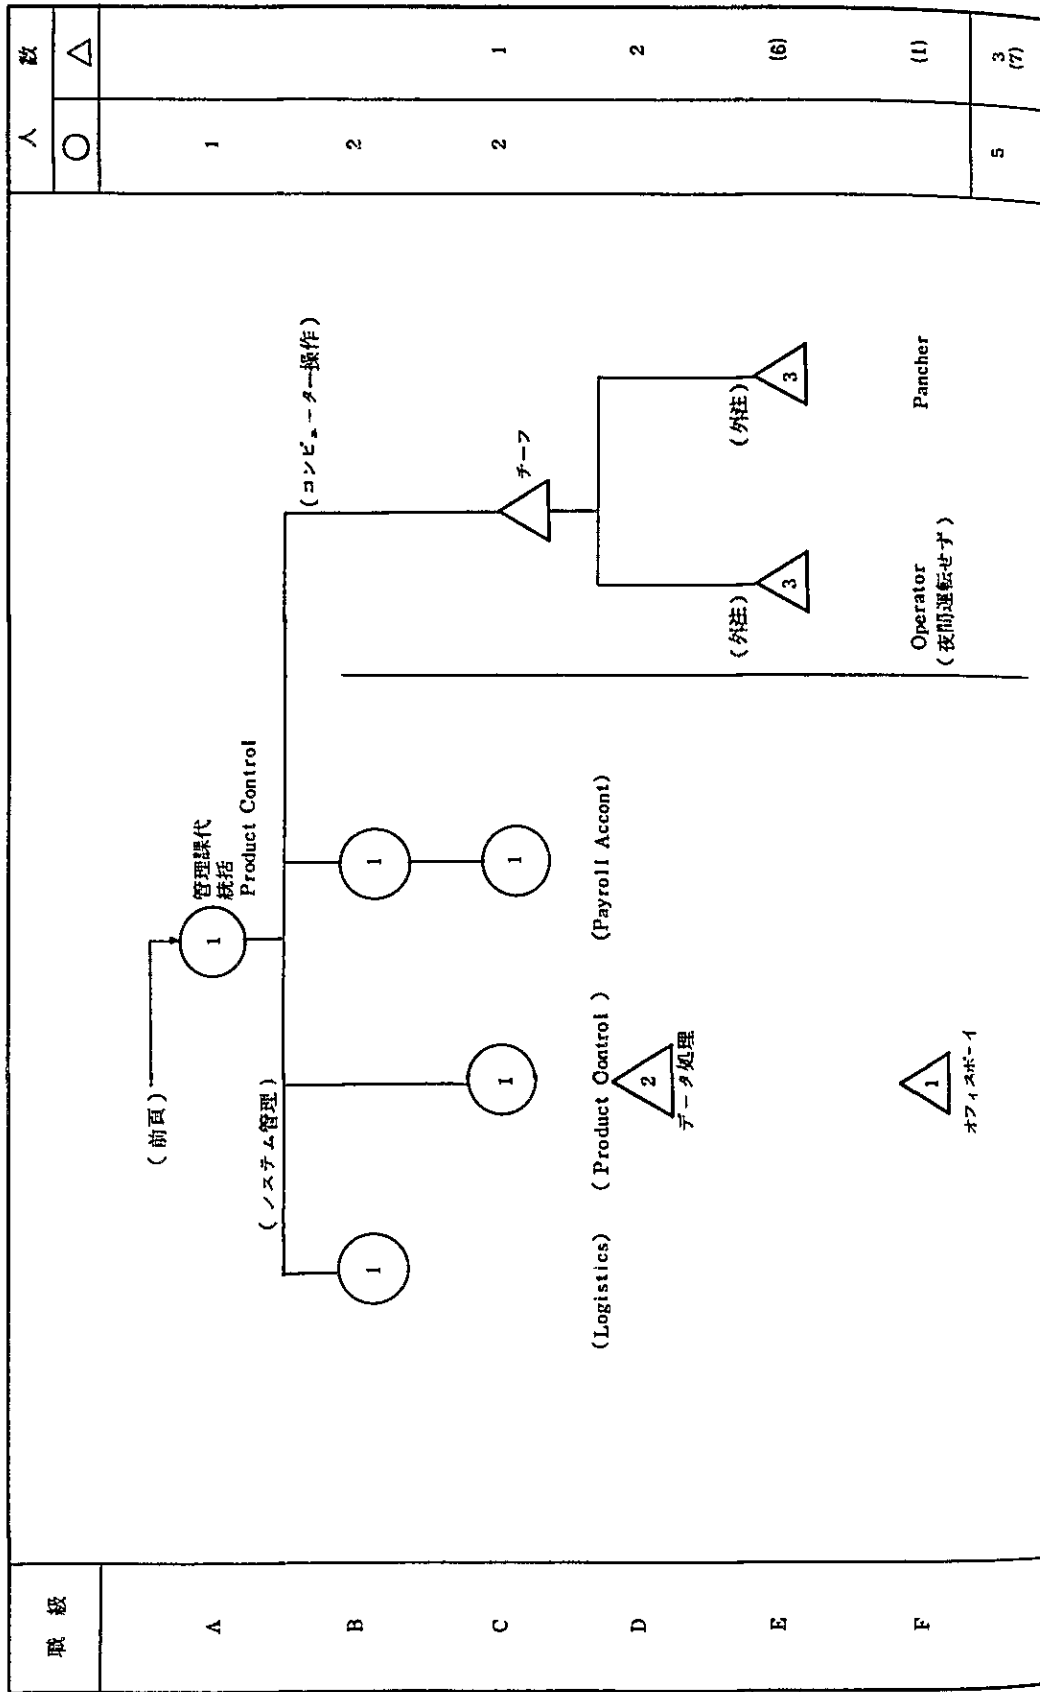 職級
人数
○
△
A
1
B
2
C
2
1
D
2
E
(6)
F
(1)
5
3
(7)
(前頁)
1
管理課代
統括
Product Control
(システム管理)
(コンピューター操作)
1
1
1
1
チーフ
(Logistics)
(Product Control)
(Payroll Accont)
2
データ処理
(外注)
3
(外注)
3
1
オフィスボーイ
Operator
(夜間運転せず)
Pancher